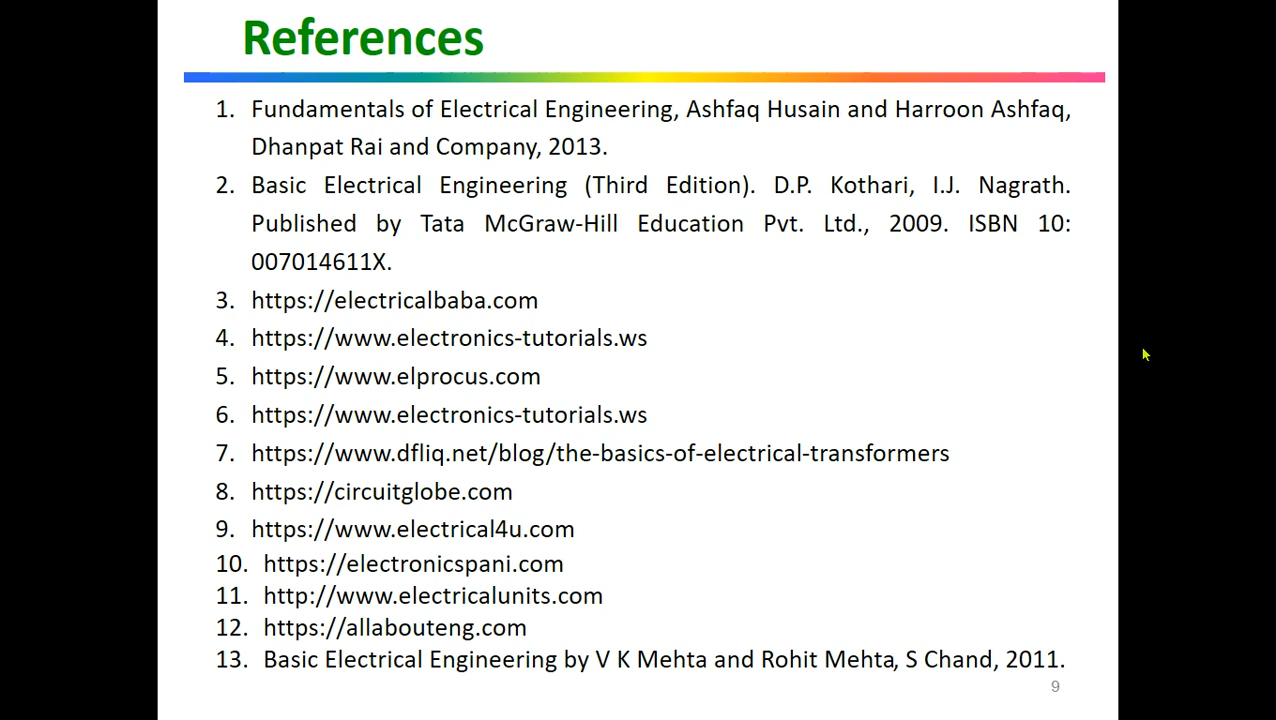 References
1. Fundamentals of Electrical Engineering, Ashfaq Husain and Harroon Ashfaq,
Dhanpat Rai and Company, 2013.
2. Basic Electrical Engineering (Third Edition). D.P. Kothari, I.J. Nagrath.
Published by Tata McGraw-Hill Education Pvt. Ltd., 2009. ISBN 10:
007014611X.
3. https://electricalbaba.com
4. https://www.electronics-tutorials.ws
5. https://www.elprocus.com
6. https://www.electronics-tutorials.ws
7. https://www.dfliq.net/blog/the-basics-of-electrical-transformers
8. https://circuitglobe.com
9. https://www.electrical4u.com
10. https://electronicspani.com
11. http://www.electricalunits.com
12. https://allabouteng.com
13. Basic Electrical Engineering by V K Mehta and Rohit Mehta, S Chand, 2011.
9